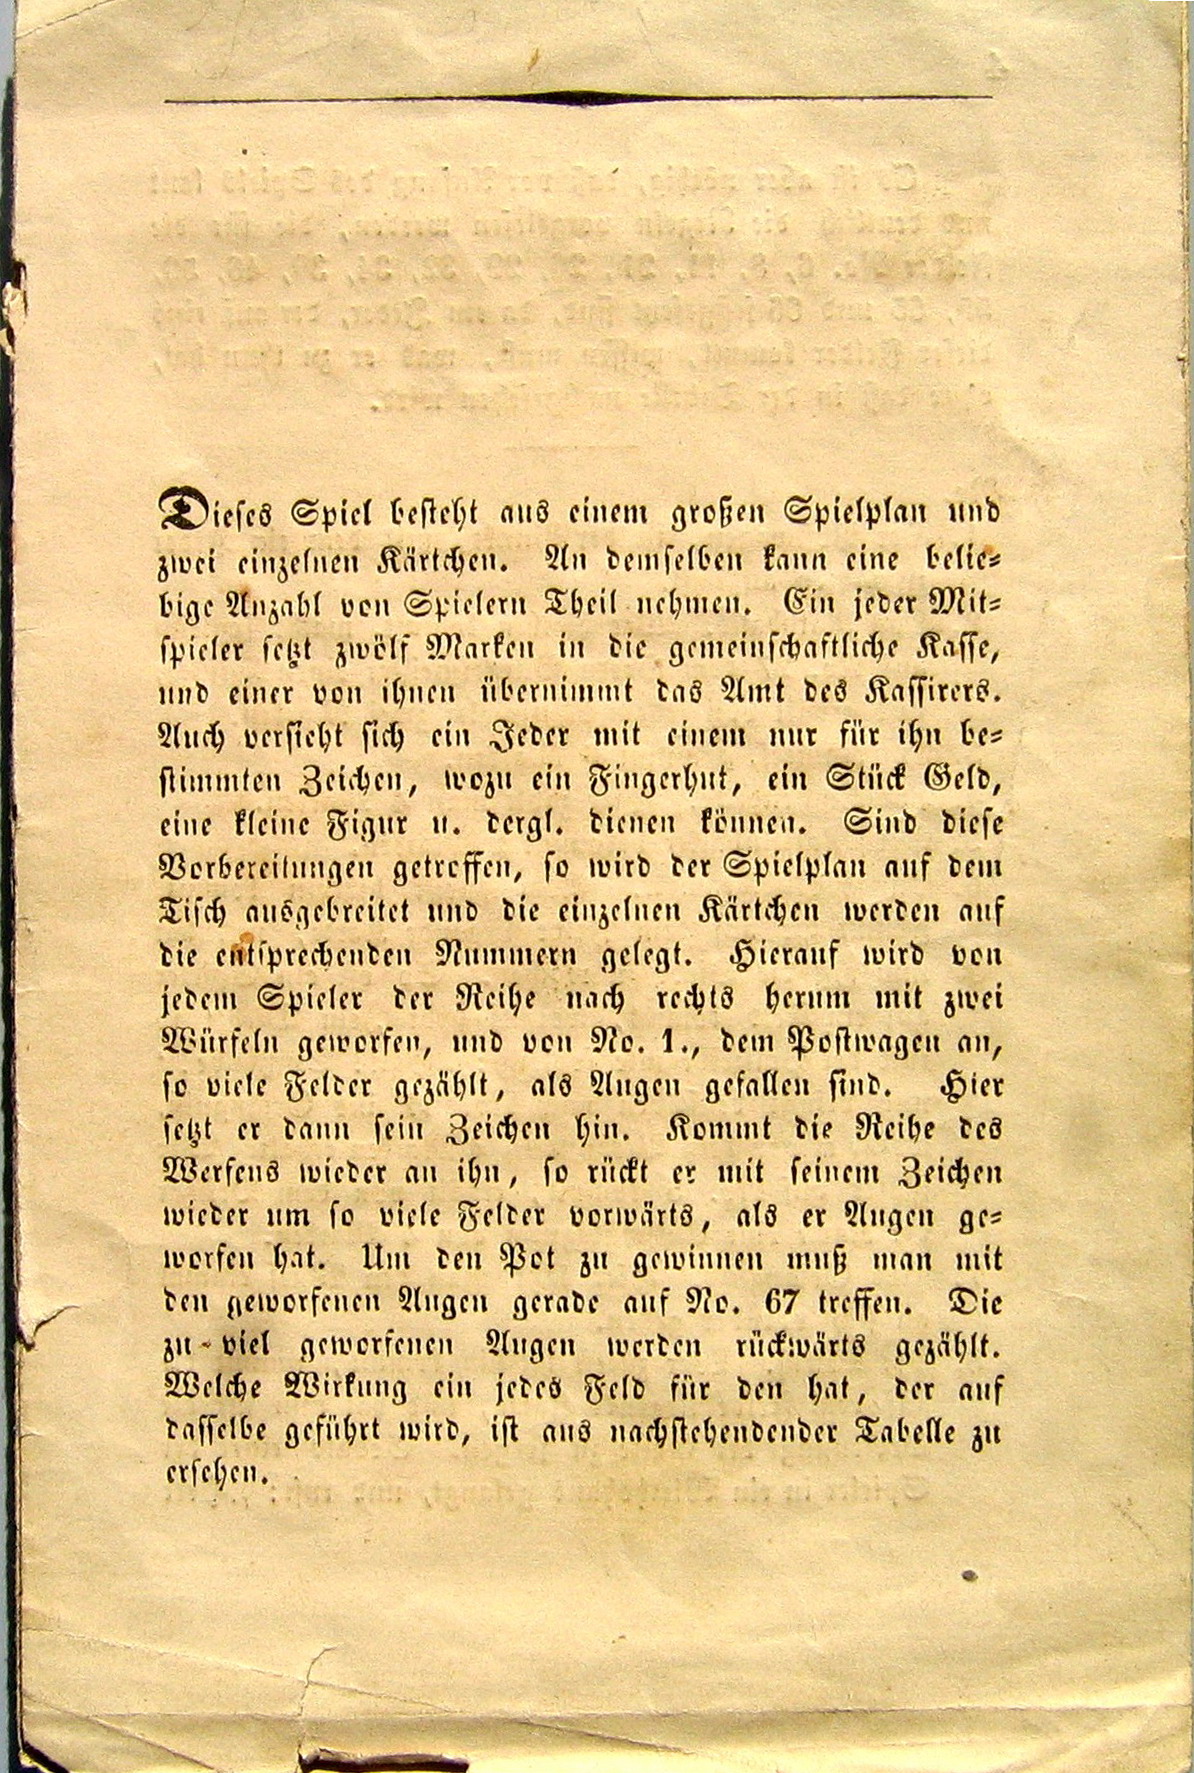 Dieses Spiel besteht aus einem großen Spielplan und
zwei einzelnen Kärtchen. An demselben kann eine belie=
bige Anzahl von Spielern Theil nehmen. Ein jeder Mit=
spieler setzt zwölf Marken in die gemeinschaftliche Kasse,
und einer von ihnen übernimmt das Amt des Kassirers.
Auch versieht sich ein Jeder mit einem nur für ihn be=
stimmten Zeichen, wozu ein Fingerhut, ein Stück Geld,
eine kleine Figur u. dergl. dienen können. Sind diese
Vorbereitungen getroffen, so wird der Spielplan auf dem
Tisch ausgebreitet und die einzelnen Kärtchen werden auf
die entsprechenden Nummern gelegt. Hierauf wird von
jedem Spieler der Reihe nach rechts herum mit zwei
Würfeln geworfen, und von No. 1., dem Postwagen an,
so viele Felder gezählt, als Augen gefallen sind. Hier
setzt er dann sein Zeichen hin. Kommt die Reihe des
Werfens wieder an ihn, so rückt er mit seinem Zeichen
wieder um so viele Felder vorwärts, als er Augen ge=
worfen hat. Um den Pot zu gewinnen muß man mit
den geworfenen Augen gerade auf No. 67 treffen. Die
zu viel geworfenen Augen werden rückwärts gezählt.
Welche Wirkung ein jedes Feld für den hat, der auf
dasselbe geführt wird, ist aus nachstehendender Tabelle zu
ersehen.